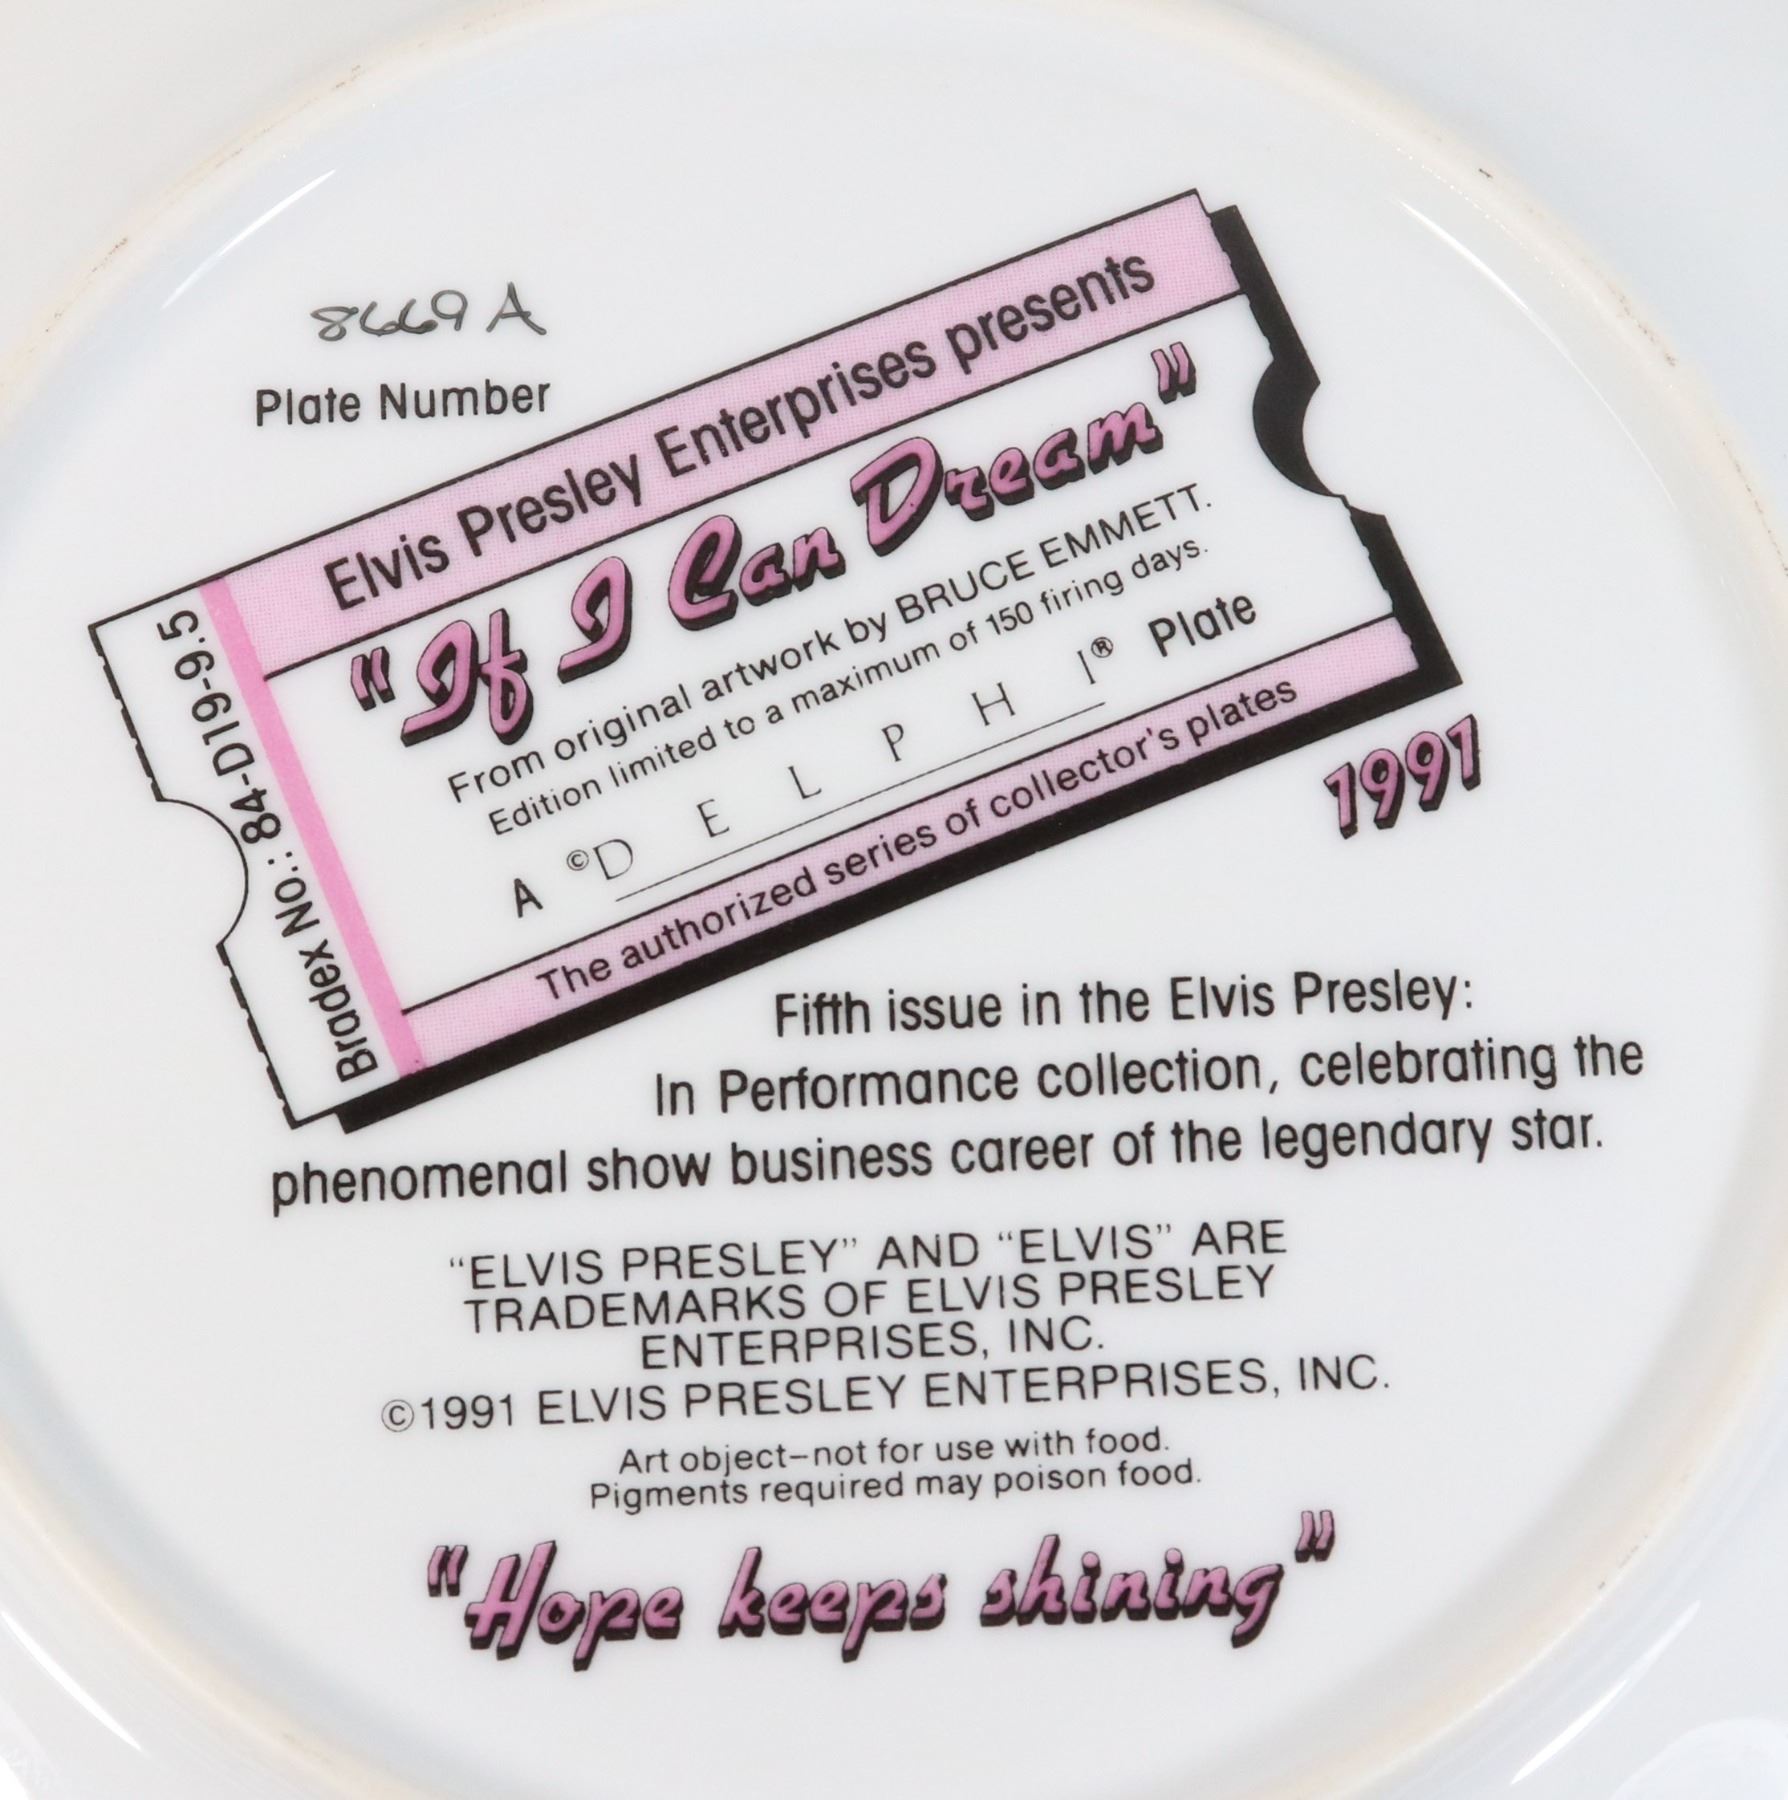 8669 A
Plate Number
Elvis Presley Enterprises presents
"If I Can Dream"
From original artwork by BRUCE EMMETT.
Edition limited to a maximum of 150 firing days.
A ©DELPHI® Plate
The authorized series of collector's plates
Bradex No.: 84-D19-9.5
1991
Fifth issue in the Elvis Presley:
In Performance collection, celebrating the
phenomenal show business career of the legendary star.
“ELVIS PRESLEY” AND “ELVIS” ARE
TRADEMARKS OF ELVIS PRESLEY
ENTERPRISES, INC.
©1991 ELVIS PRESLEY ENTERPRISES, INC.
Art object–not for use with food.
Pigments required may poison food.
"Hope keeps shining"